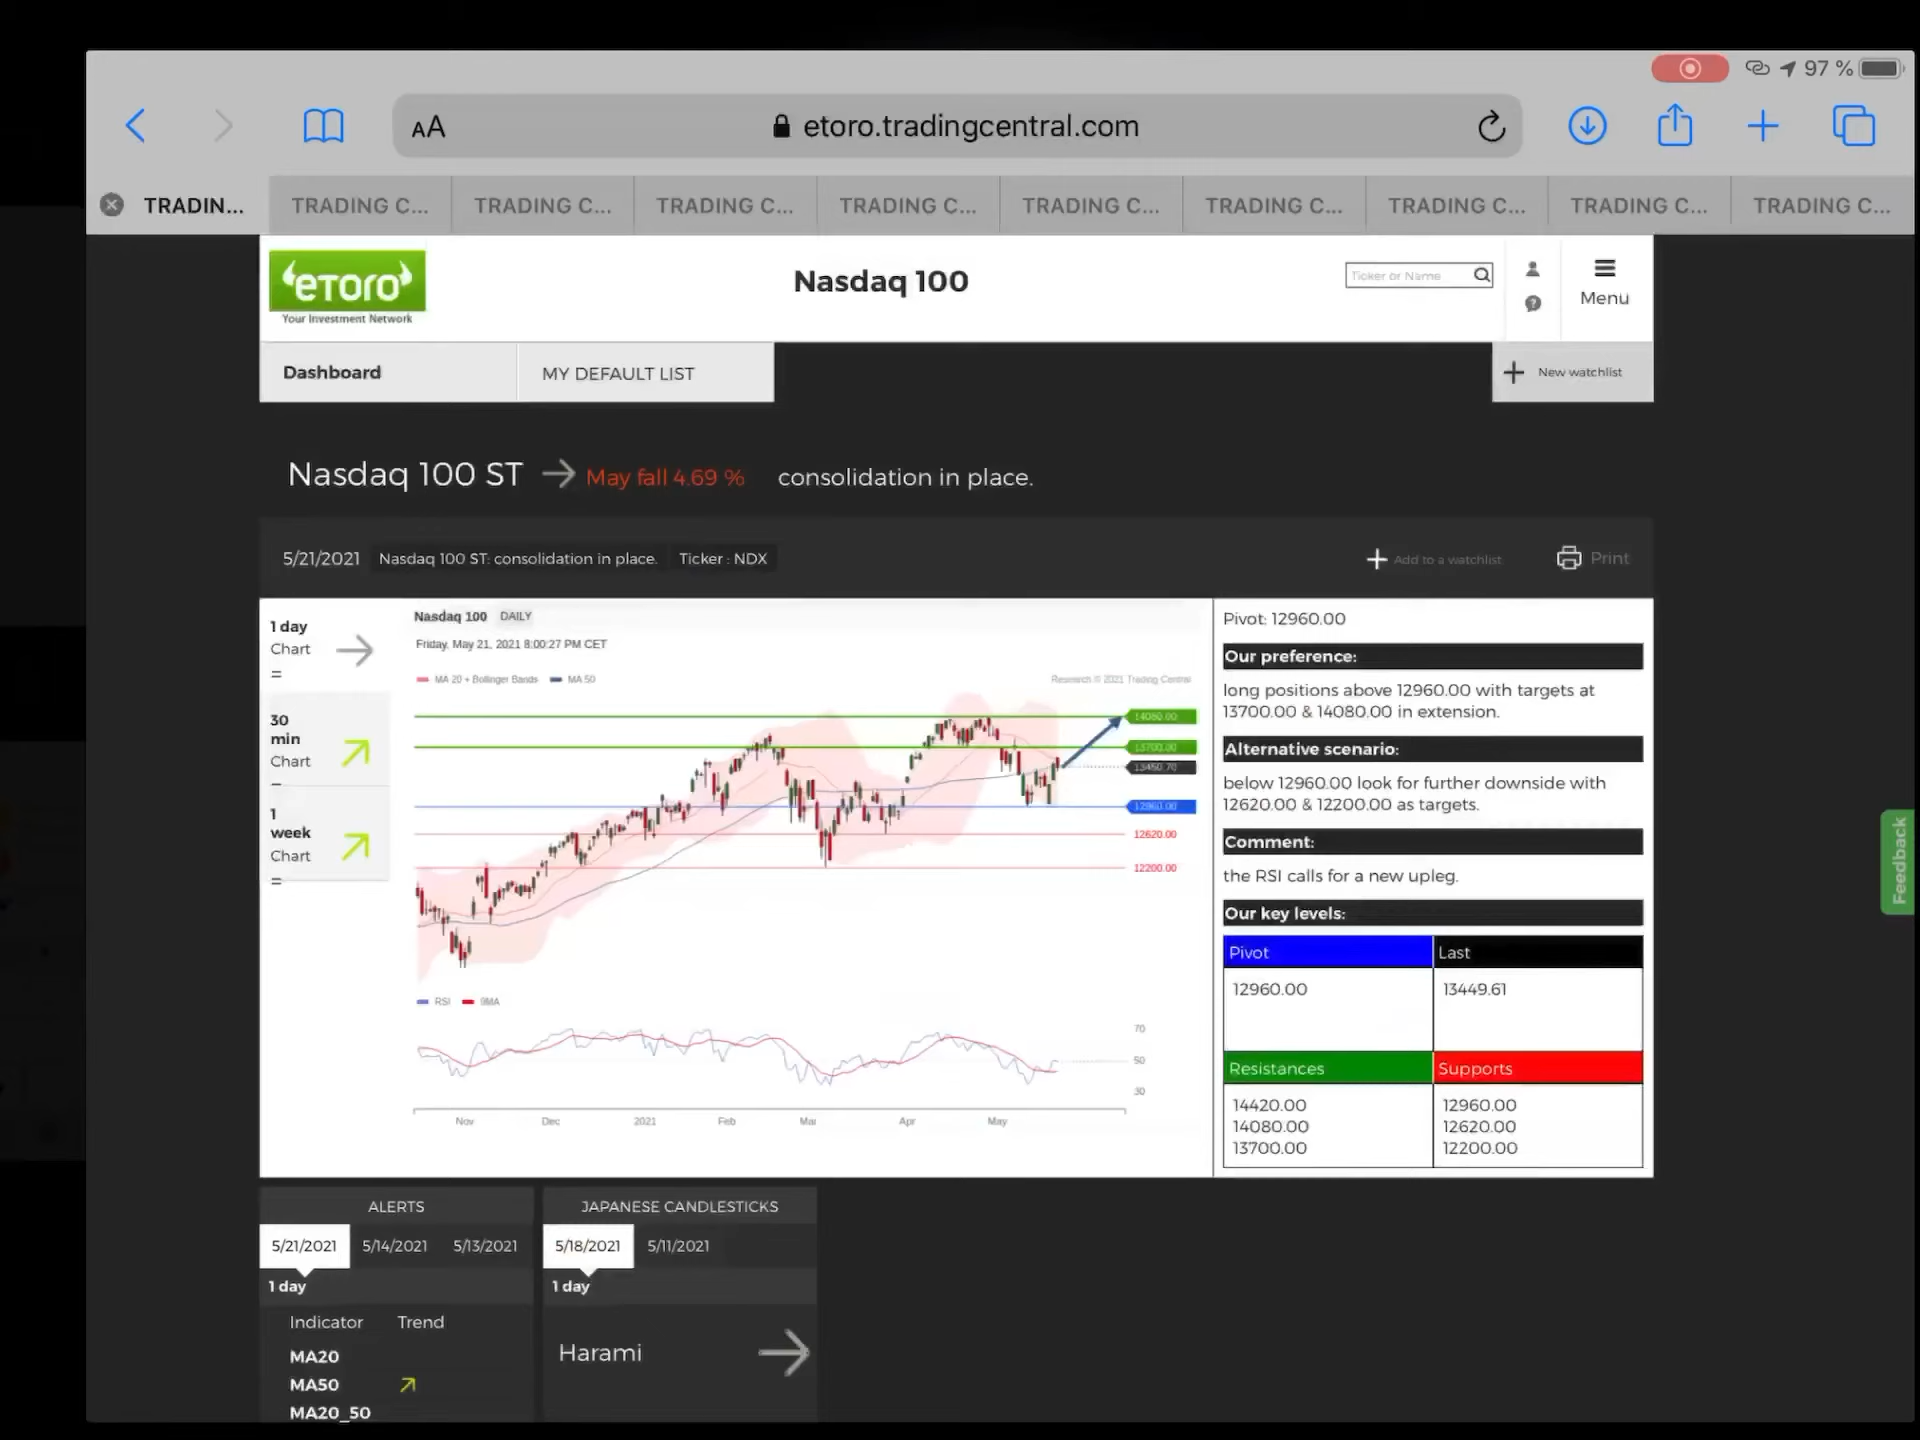 97 %
AA
etoro.tradingcentral.com
TRADIN...
TRADING C...
TRADING C...
TRADING C...
TRADING C...
TRADING C...
TRADING C...
TRADING C...
TRADING C...
TRADING C...
eToro
Your Investment Network
Nasdaq 100
Ticker or Name
Menu
Dashboard
MY DEFAULT LIST
New watchlist
Nasdaq 100 ST
May fall 4.69 %
consolidation in place.
5/21/2021
Nasdaq 100 ST: consolidation in place.
Ticker : NDX
Add to a watchlist
Print
1 day
Chart
30
min
Chart
1
week
Chart
Nasdaq 100 DAILY
Friday, May 21, 2021 8:00:27 PM CET
MA 20 + Bollinger Bands
MA 50
Research © 2021 Trading Central
14080.00
13700.00
13450.70
12960.00
12620.00
12200.00
RSI
9MA
70
50
30
Nov
Dec
2021
Feb
Mar
Apr
May
Pivot: 12960.00
Our preference:
long positions above 12960.00 with targets at
13700.00 & 14080.00 in extension.
Alternative scenario:
below 12960.00 look for further downside with
12620.00 & 12200.00 as targets.
Comment:
the RSI calls for a new upleg.
Our key levels:
Pivot
Last
12960.00
13449.61
Resistances
Supports
14420.00
14080.00
13700.00
12960.00
12620.00
12200.00
Feedback
ALERTS
5/21/2021
5/14/2021
5/13/2021
1 day
Indicator
Trend
MA20
MA50
MA20_50
JAPANESE CANDLESTICKS
5/18/2021
5/11/2021
1 day
Harami